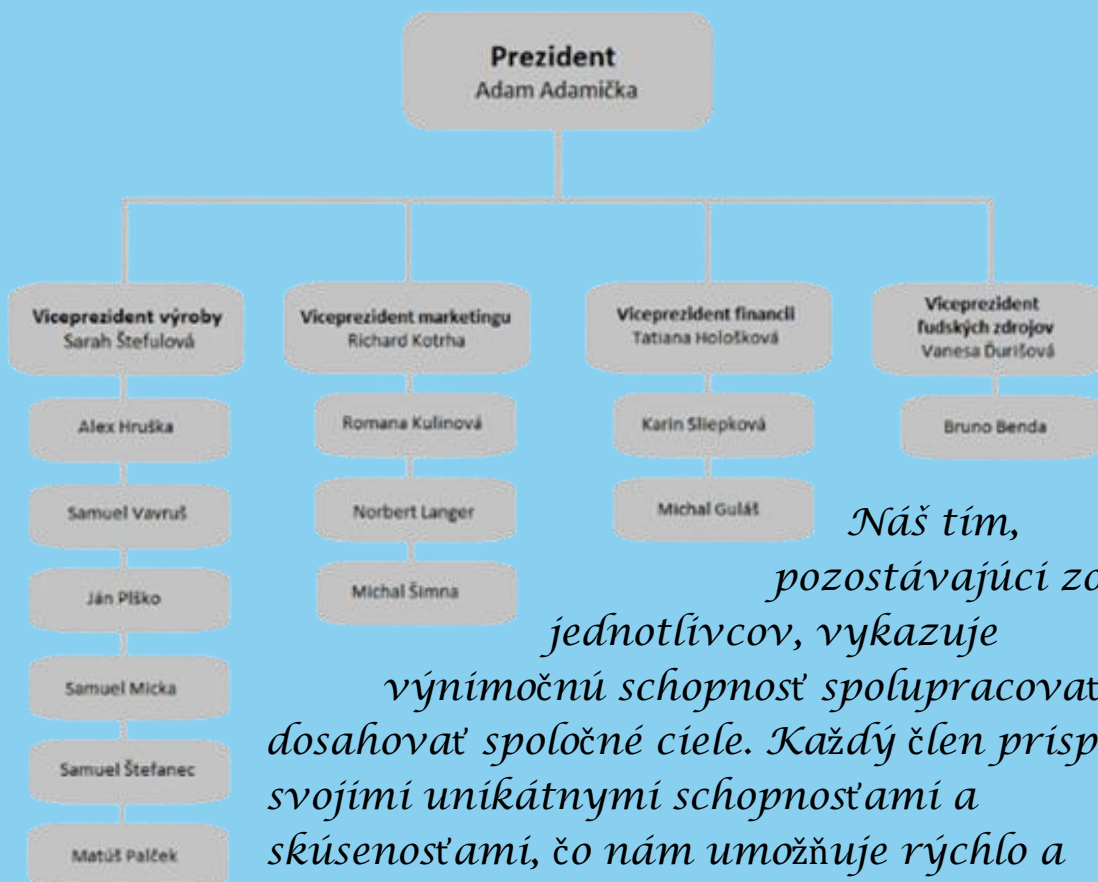 Prezident
Adam Adamička
Viceprezident výroby
Sarah Štefulová
Alex Hruška
Samuel Vavruš
Ján Plško
Samuel Micka
Samuel Štefanec
Matúš Palček
Viceprezident marketingu
Richard Kotrha
Romana Kulinová
Norbert Langer
Michal Šimna
Viceprezident financií
Tatiana Hološková
Karin Sliepková
Michal Guláš
Viceprezident
ľudských zdrojov
Vanesa Ďurišová
Bruno Benda
Náš tím,
pozostávajúci zo
jednotlivcov, vykazuje
výnimočnú schopnosť spolupracovať
dosahovať spoločné ciele. Každý člen prisp
svojimi unikátnymi schopnosťami a
skúsenosťami, čo nám umožňuje rýchlo a